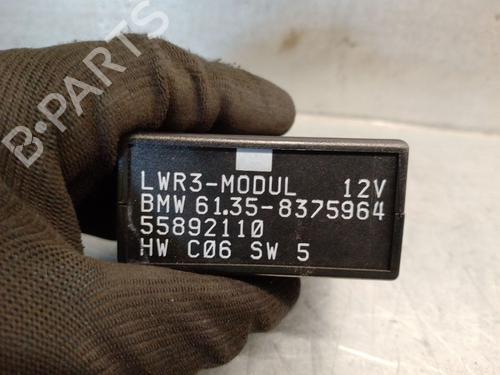 B-PARTS
LWR3-MODUL 12V
BMW 61.35-8375964
55892110
HW C06 SW 5